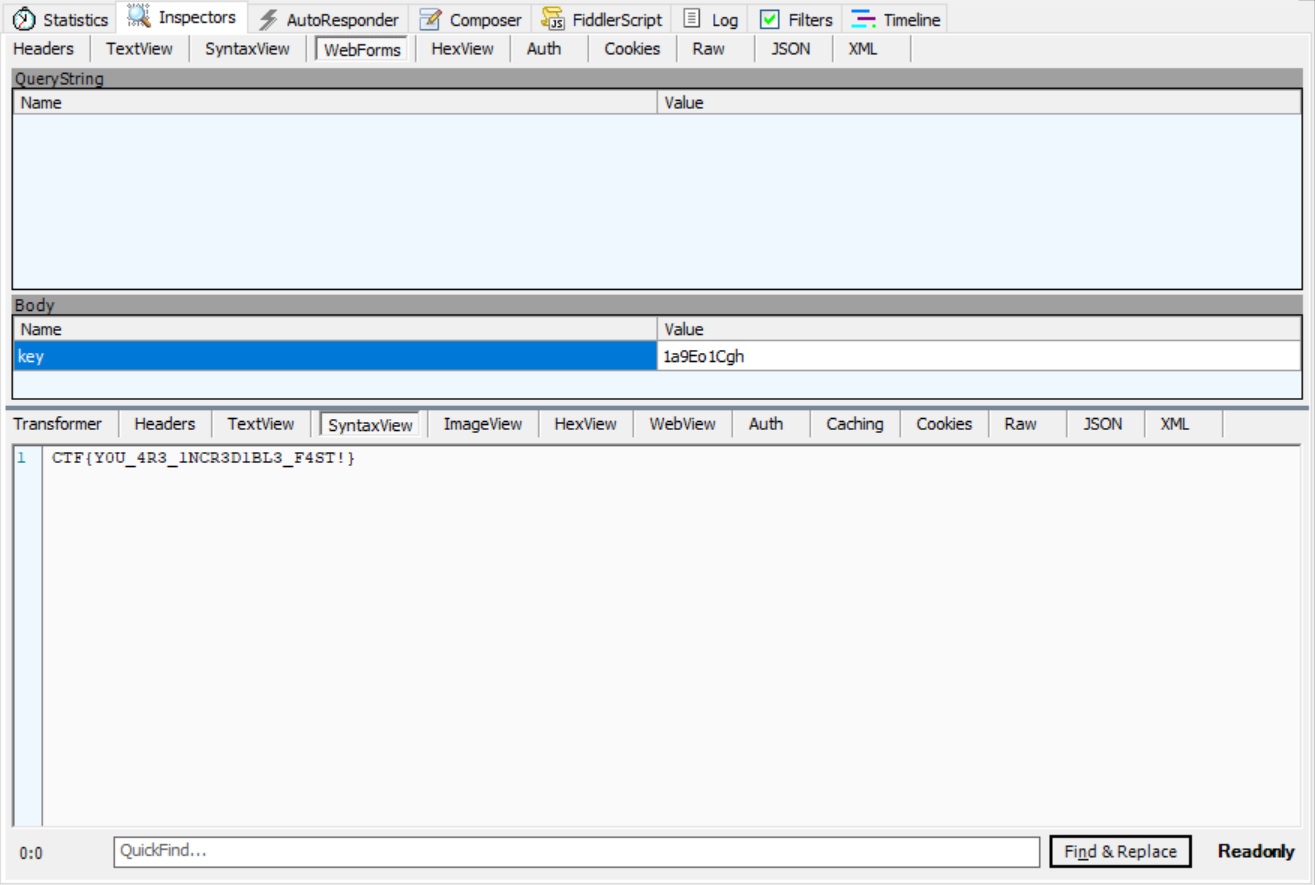 Statistics Inspectors AutoResponder Composer FiddlerScript Log Filters Timeline
Headers TextView SyntaxView WebForms HexView Auth Cookies Raw JSON XML
QueryString
Name Value
Body
Name Value
key 1a9Eo1Cgh
Transformer Headers TextView SyntaxView ImageView HexView WebView Auth Caching Cookies Raw JSON XML
1 CTF{Y0U_4R3_1NCR3D1BL3_F4ST!}
0:0 QuickFind... Find & Replace Readonly